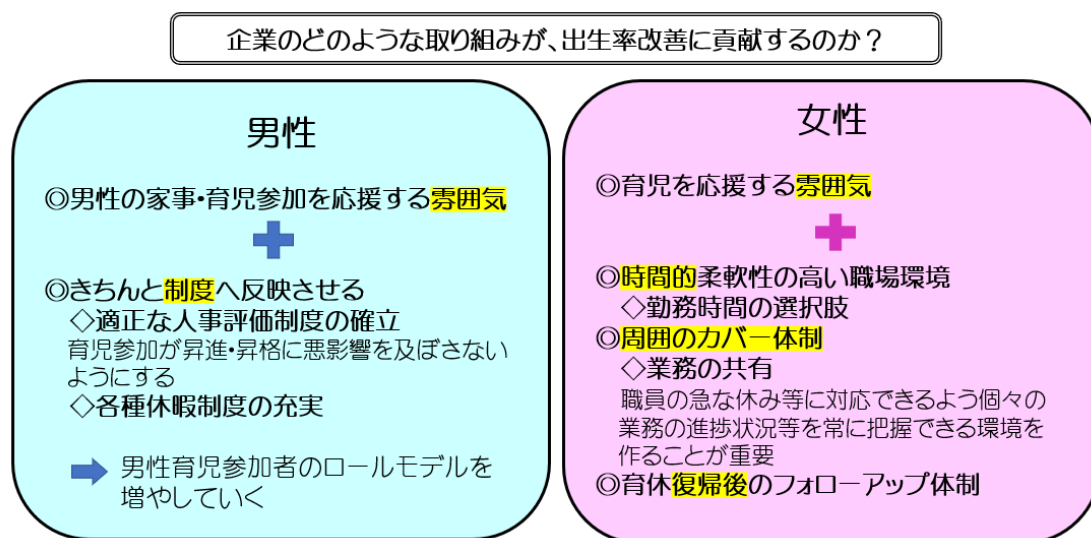 企業のどのような取り組みが、出生率改善に貢献するのか？
男性
◎男性の家事・育児参加を応援する雰囲気
◎きちんと制度へ反映させる
◇適正な人事評価制度の確立
育児参加が昇進・昇格に悪影響を及ぼさない
ようにする
◇各種休暇制度の充実
男性育児参加者のロールモデルを
増やしていく
女性
◎育児を応援する雰囲気
◎時間的柔軟性の高い職場環境
◇勤務時間の選択肢
◎周囲のカバー体制
◇業務の共有
職員の急な休み等に対応できるよう個々の
業務の進捗状況等を常に把握できる環境を
作ることが重要
◎育休復帰後のフォローアップ体制